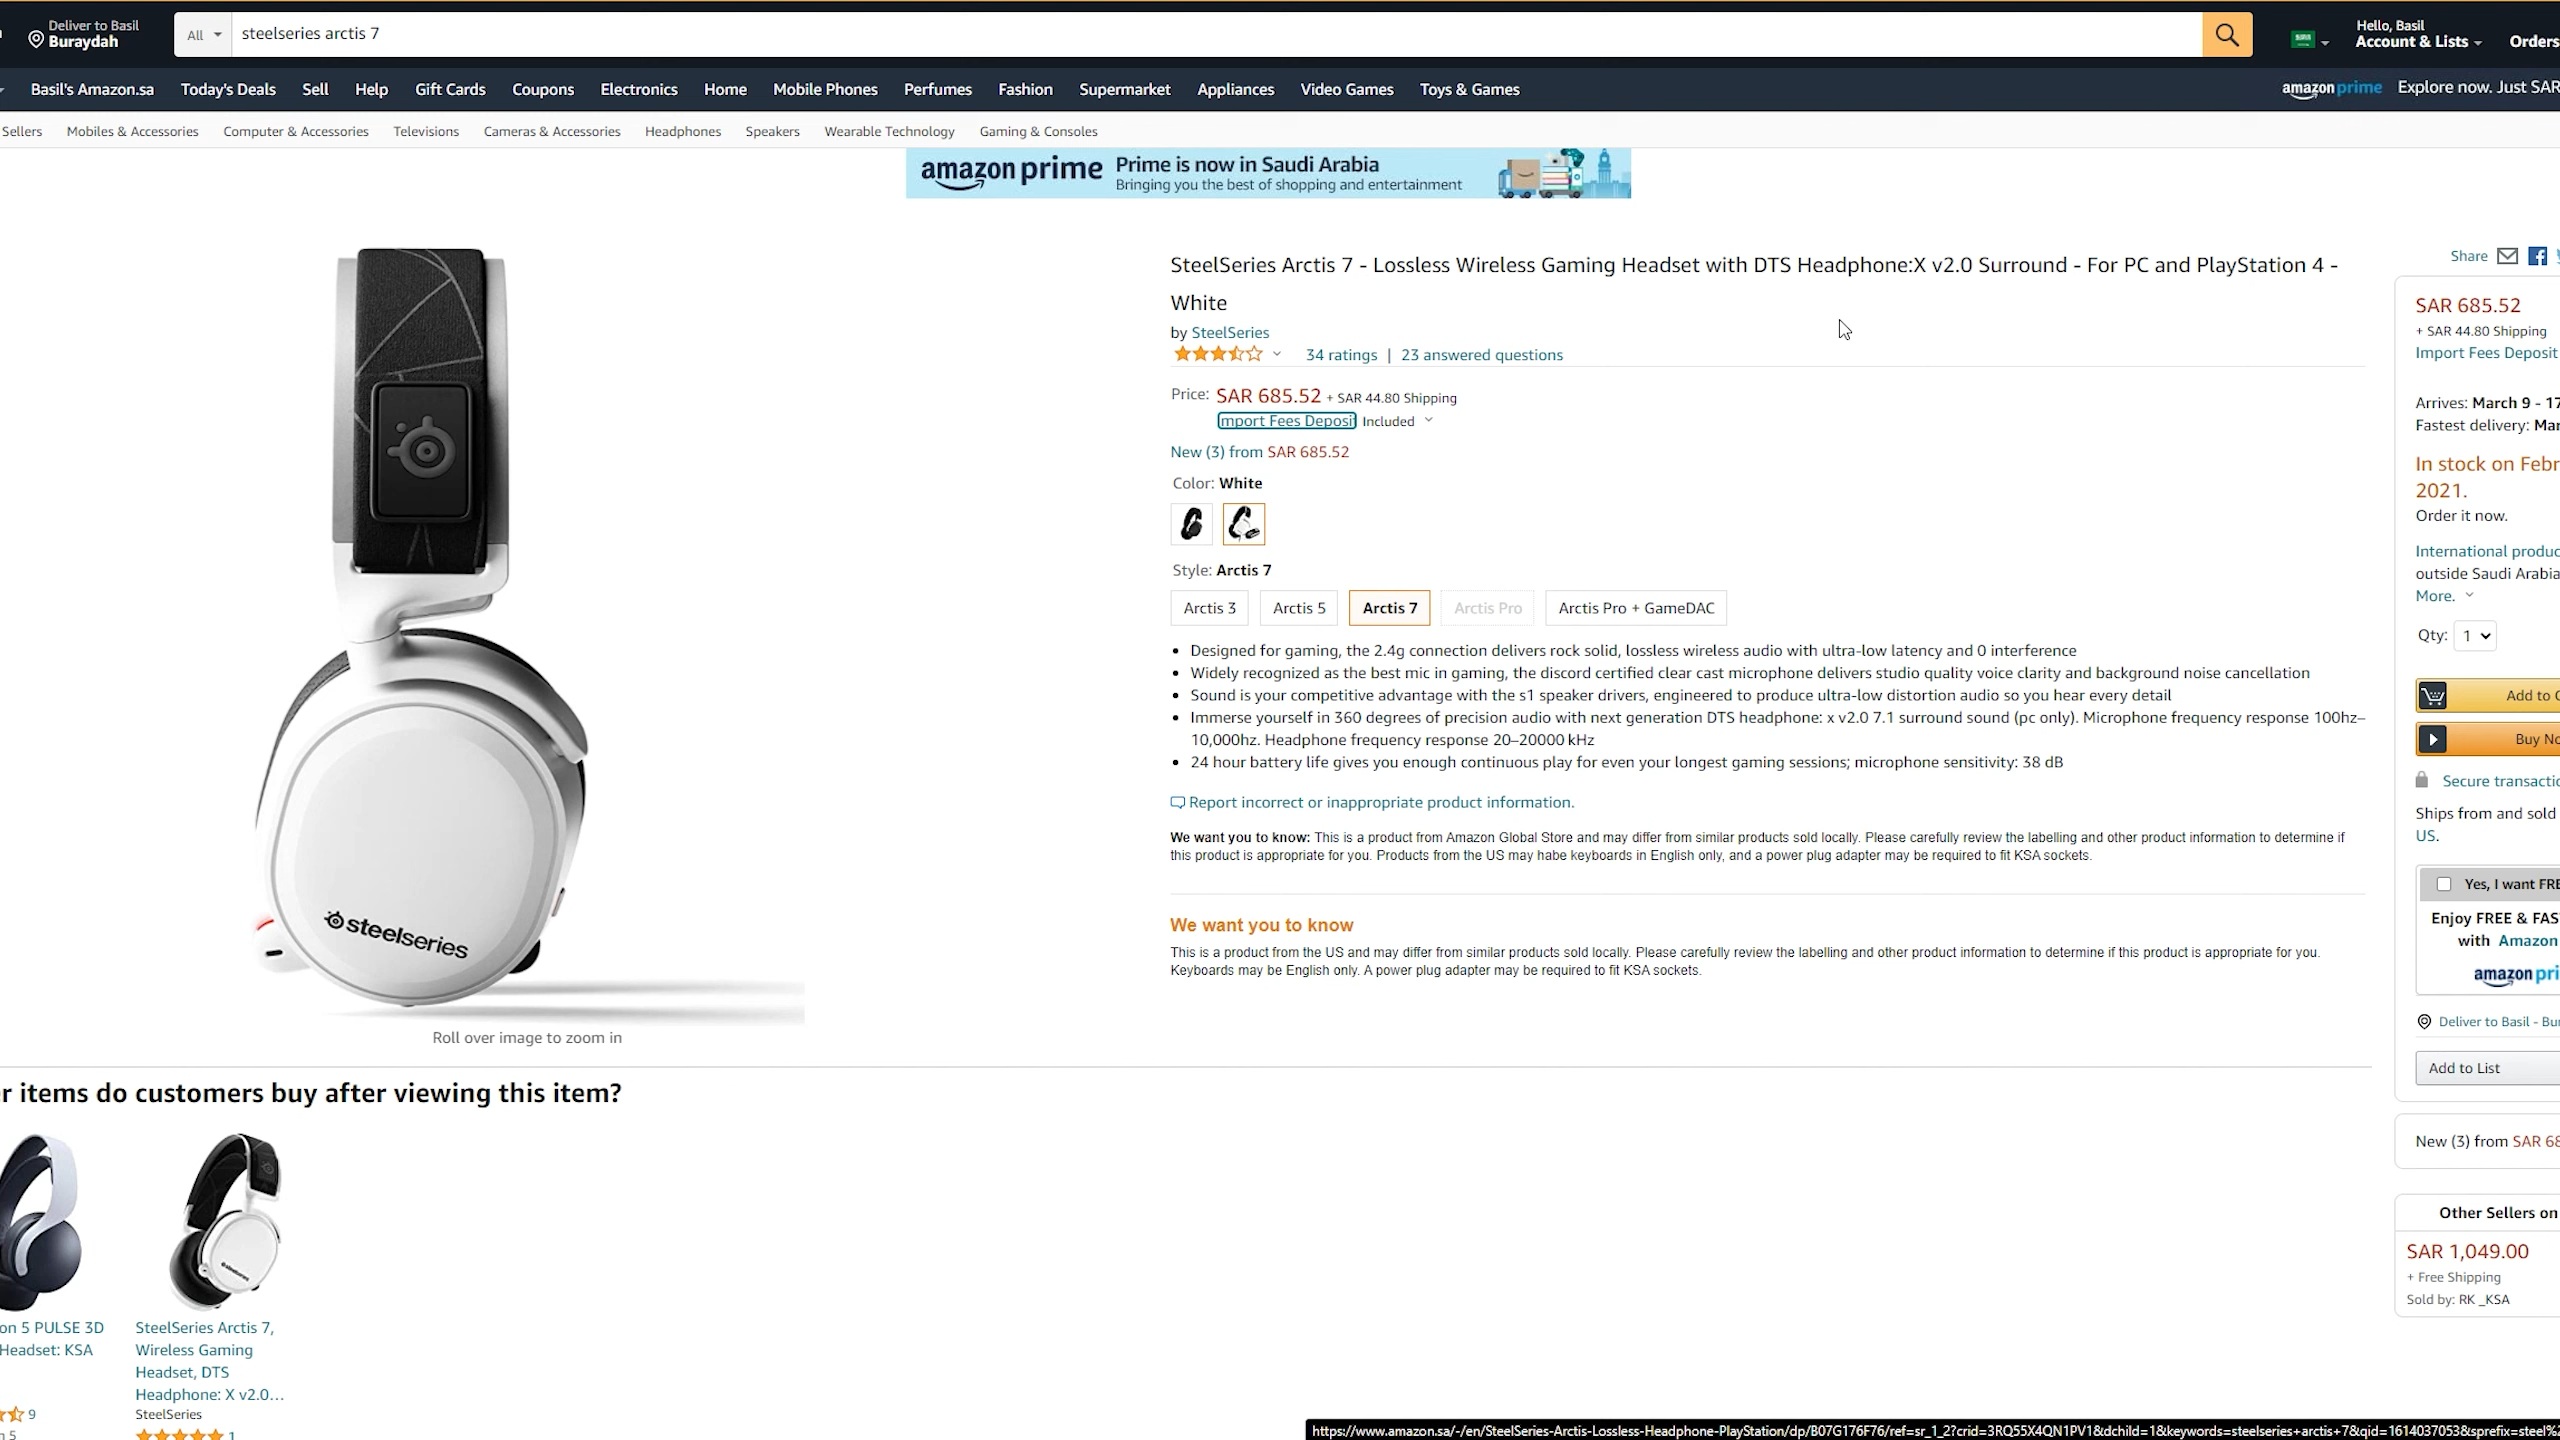 Deliver to Basil
Buraydah
All
steelseries arctis 7
Hello, Basil
Account & Lists
Orders
Basil's Amazon.sa Today's Deals Sell Help Gift Cards Coupons Electronics Home Mobile Phones Perfumes Fashion Supermarket Appliances Video Games Toys & Games
amazon prime Explore now. Just SAR
Sellers Mobiles & Accessories Computer & Accessories Televisions Cameras & Accessories Headphones Speakers Wearable Technology Gaming & Consoles
amazon prime Prime is now in Saudi Arabia
Bringing you the best of shopping and entertainment
steelseries
Roll over image to zoom in
SteelSeries Arctis 7 - Lossless Wireless Gaming Headset with DTS Headphone:X v2.0 Surround - For PC and PlayStation 4 -
White
by SteelSeries
34 ratings | 23 answered questions
Price: SAR 685.52 + SAR 44.80 Shipping
mport Fees Deposit Included
New (3) from SAR 685.52
Color: White
Style: Arctis 7
Arctis 3 Arctis 5 Arctis 7 Arctis Pro Arctis Pro + GameDAC
• Designed for gaming, the 2.4g connection delivers rock solid, lossless wireless audio with ultra-low latency and 0 interference
• Widely recognized as the best mic in gaming, the discord certified clear cast microphone delivers studio quality voice clarity and background noise cancellation
• Sound is your competitive advantage with the s1 speaker drivers, engineered to produce ultra-low distortion audio so you hear every detail
• Immerse yourself in 360 degrees of precision audio with next generation DTS headphone: x v2.0 7.1 surround sound (pc only). Microphone frequency response 100hz–
10,000hz. Headphone frequency response 20–20000 kHz
• 24 hour battery life gives you enough continuous play for even your longest gaming sessions; microphone sensitivity: 38 dB
Report incorrect or inappropriate product information.
We want you to know: This is a product from Amazon Global Store and may differ from similar products sold locally. Please carefully review the labelling and other product information to determine if
this product is appropriate for you. Products from the US may habe keyboards in English only, and a power plug adapter may be required to fit KSA sockets.
We want you to know
This is a product from the US and may differ from similar products sold locally. Please carefully review the labelling and other product information to determine if this product is appropriate for you.
Keyboards may be English only. A power plug adapter may be required to fit KSA sockets.
Share
SAR 685.52
+ SAR 44.80 Shipping
Import Fees Deposit
Arrives: March 9 - 17
Fastest delivery: Mar
In stock on Febr
2021.
Order it now.
International produc
outside Saudi Arabia
More.
Qty: 1
Add to C
Buy No
Secure transactio
Ships from and sold
US.
Yes, I want FRE
Enjoy FREE & FAS
with Amazon
amazon pri
Deliver to Basil - Bu
Add to List
New (3) from SAR 68
Other Sellers on
SAR 1,049.00
+ Free Shipping
Sold by: RK _KSA
r items do customers buy after viewing this item?
on 5 PULSE 3D
Headset: KSA
9
5
SteelSeries Arctis 7,
Wireless Gaming
Headset, DTS
Headphone: X v2.0...
SteelSeries
1
https://www.amazon.sa/-/en/SteelSeries-Arctis-Lossless-Headphone-PlayStation/dp/B07G176F76/ref=sr_1_2?crid=3RQ55X4QN1PV1&dchild=1&keywords=steelseries+arctis+7&qid=1614037053&sprefix=steel%2